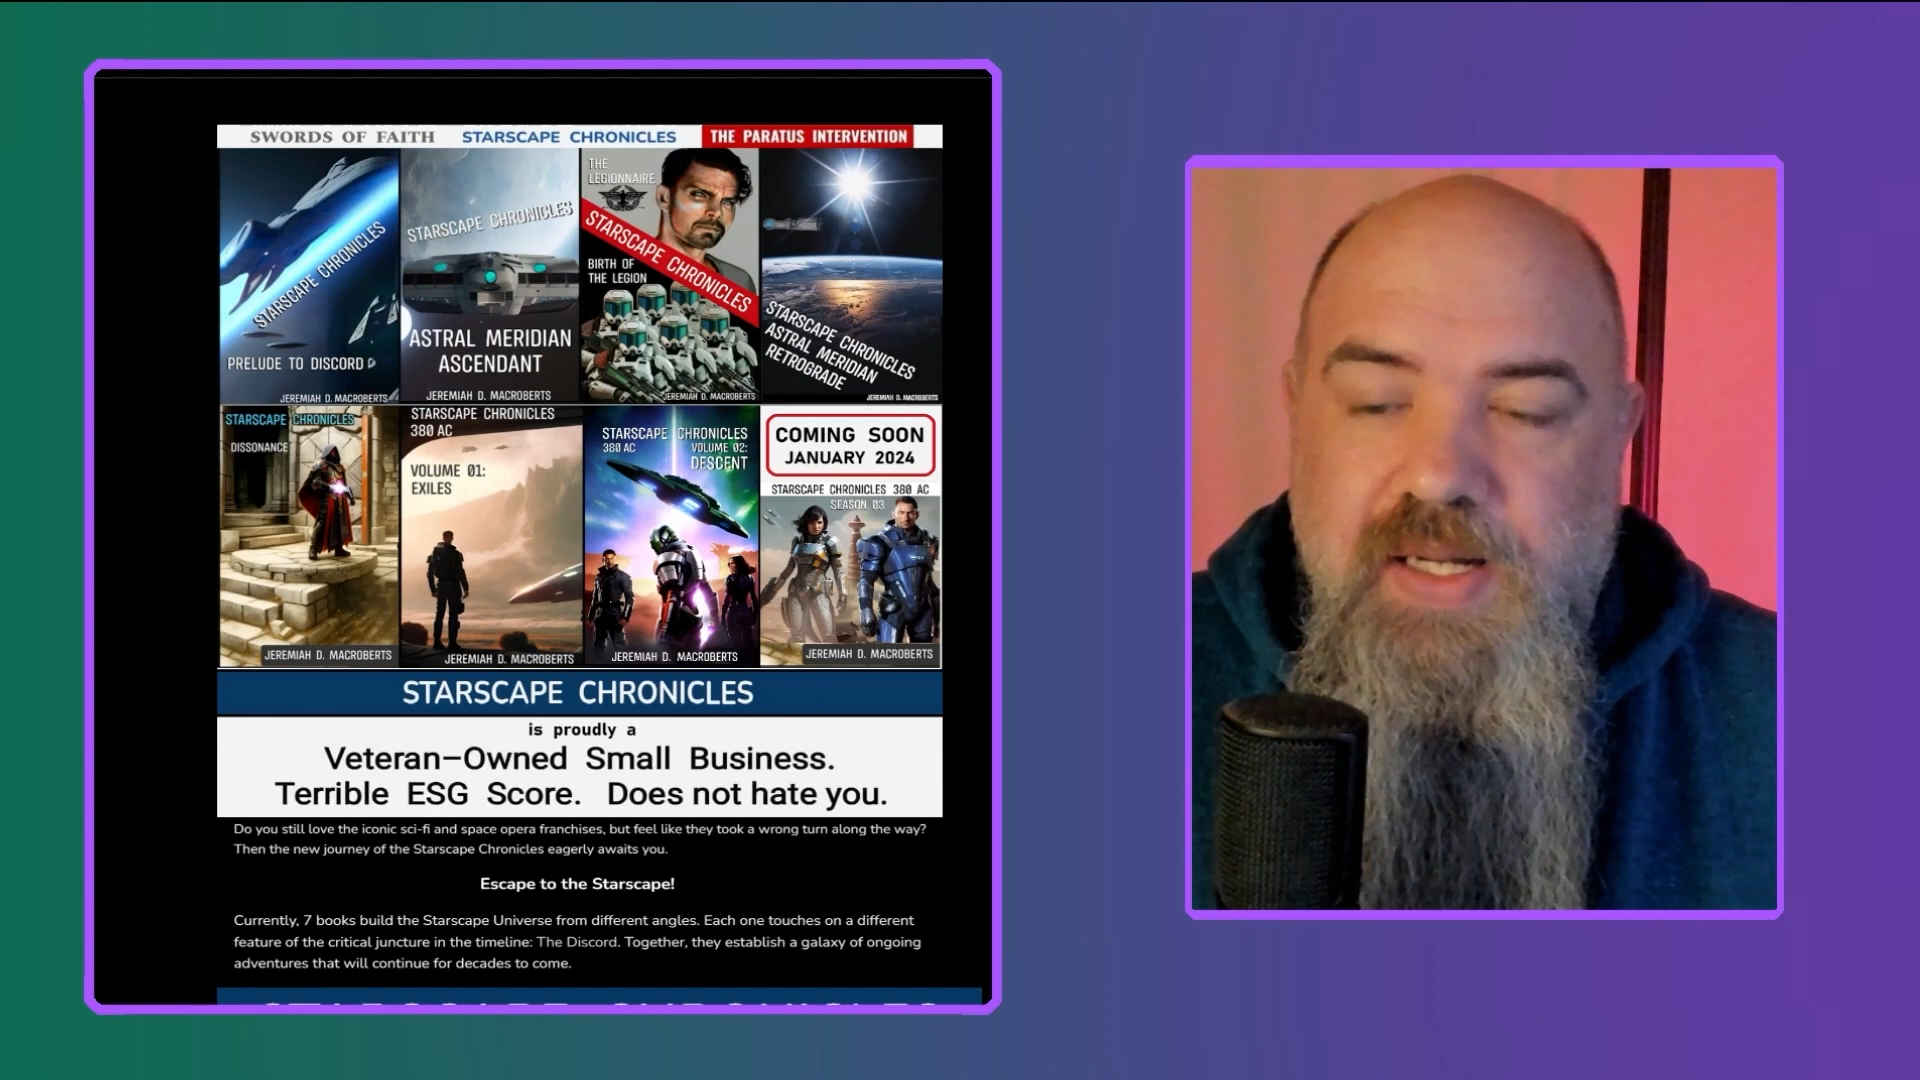 SWORDS OF FAITH STARSCAPE CHRONICLES THE PARATUS INTERVENTION
STARSCAPE CHRONICLES
PRELUDE TO DISCORD
JEREMIAH D. MACROBERTS
STARSCAPE CHRONICLES
ASTRAL MERIDIAN
ASCENDANT
JEREMIAH D. MACROBERTS
THE
LEGIONNAIRE
STARSCAPE CHRONICLES
BIRTH OF
THE LEGION
JEREMIAH D. MACROBERTS
STARSCAPE CHRONICLES
ASTRAL MERIDIAN
RETROGRADE
JEREMIAH D. MACROBERTS
STARSCAPE CHRONICLES
DISSONANCE
JEREMIAH D. MACROBERTS
STARSCAPE CHRONICLES
380 AC
VOLUME 01:
EXILES
JEREMIAH D. MACROBERTS
STARSCAPE CHRONICLES
380 AC VOLUME 02:
DESCENT
JEREMIAH D. MACROBERTS
COMING SOON
JANUARY 2024
STARSCAPE CHRONICLES 380 AC
SEASON 03
JEREMIAH D. MACROBERTS
STARSCAPE CHRONICLES
is proudly a
Veteran-Owned Small Business.
Terrible ESG Score. Does not hate you.
Do you still love the iconic sci-fi and space opera franchises, but feel like they took a wrong turn along the way?
Then the new journey of the Starscape Chronicles eagerly awaits you.
Escape to the Starscape!
Currently, 7 books build the Starscape Universe from different angles. Each one touches on a different
feature of the critical juncture in the timeline: The Discord. Together, they establish a galaxy of ongoing
adventures that will continue for decades to come.